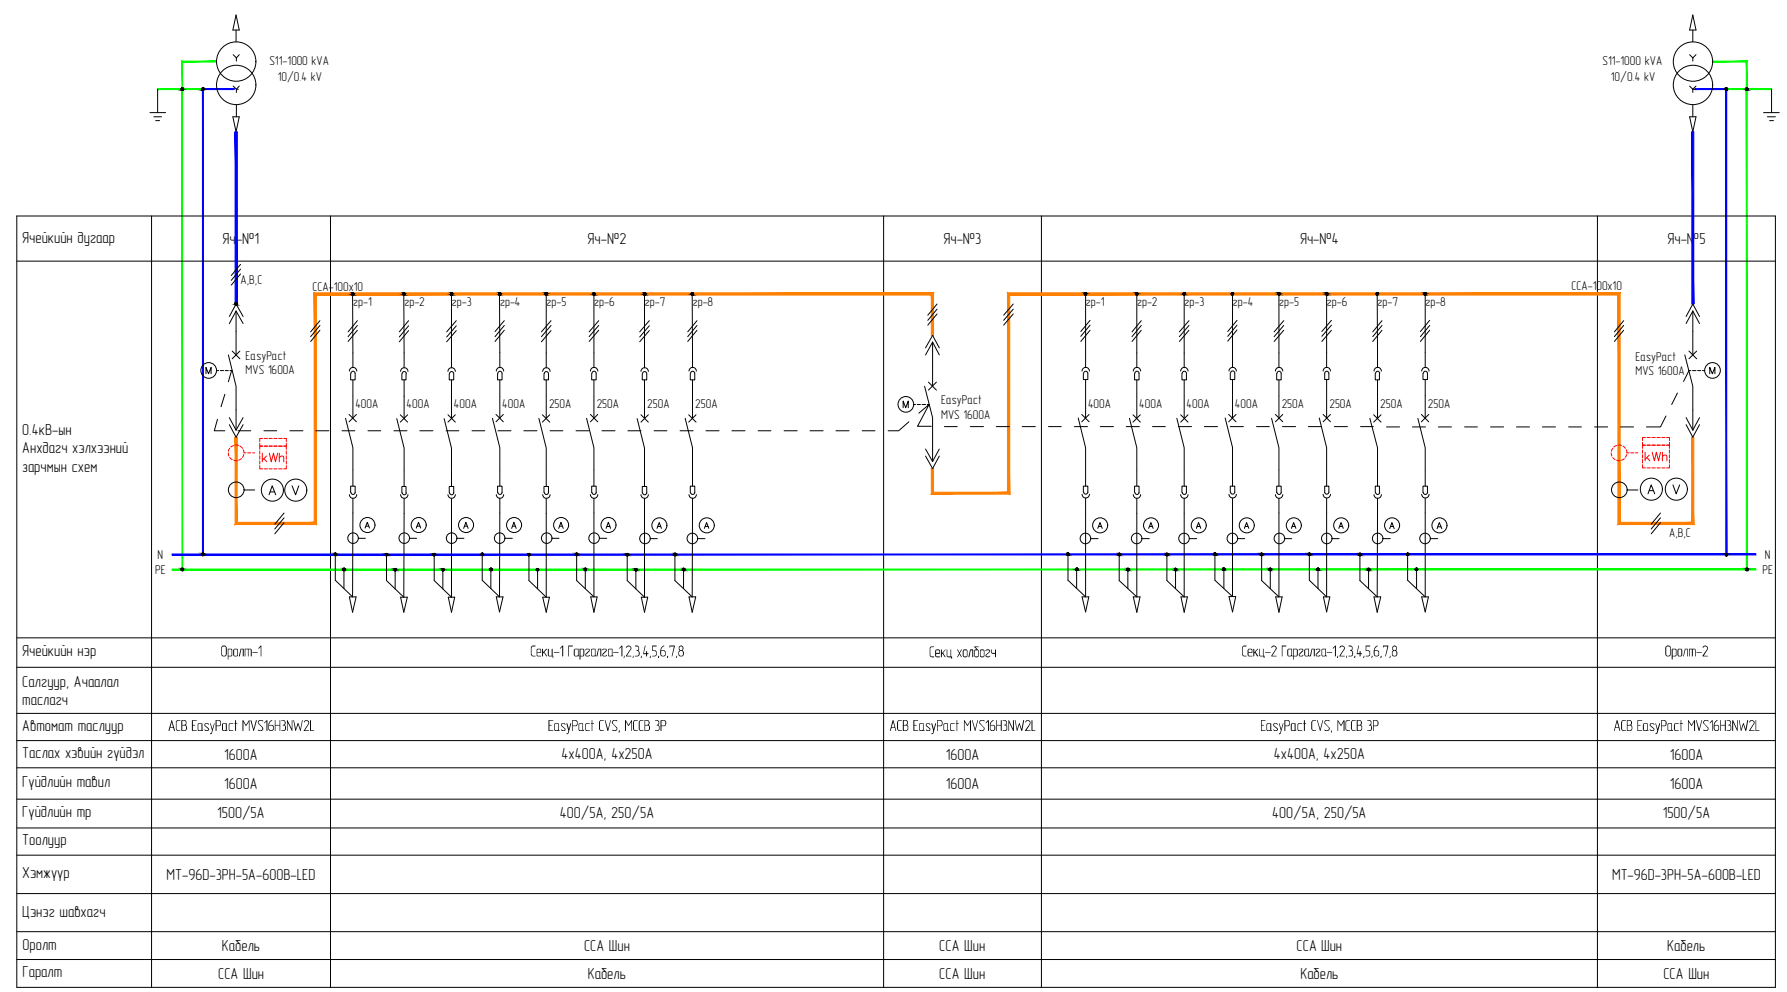 S11-1000 kVA
10/0.4 kV
S11-1000 kVA
10/0.4 kV
Ячейкийн дугаар
Яч-№1
Яч-№2
Яч-№3
Яч-№4
Яч-№5
A,B,C
ССА-100х10
гр-1 гр-2 гр-3 гр-4 гр-5 гр-6 гр-7 гр-8
гр-1 гр-2 гр-3 гр-4 гр-5 гр-6 гр-7 гр-8
ССА-100х10
M
EasyPact
MVS 1600A
EasyPact
MVS 1600A
M
400A 400A 400A 400A 250A 250A 250A 250A
M
EasyPact
MVS 1600A
400A 400A 400A 400A 250A 250A 250A 250A
0.4кВ-ын
Анхдагч хэлхээний
зарчмын схем
kWh
A V
kWh
A V
A,B,C
A A A A A A A A
A A A A A A A A
N
PE
N
PE
Ячейкийн нэр
Оролт-1
Секц-1 Гаргалга-1,2,3,4,5,6,7,8
Секц холбогч
Секц-2 Гаргалга-1,2,3,4,5,6,7,8
Оролт-2
Салгуур, Ачаалал
таслагч
Автомат таслуур
ACB EasyPact MVS16H3NW2L
EasyPact CVS, MCCB 3P
ACB EasyPact MVS16H3NW2L
EasyPact CVS, MCCB 3P
ACB EasyPact MVS16H3NW2L
Таслах хэвийн гүйдэл
1600A
4x400A, 4x250A
1600A
4x400A, 4x250A
1600A
Гүйдлийн тавил
1600A
1600A
1600A
Гүйдлийн тр
1500/5A
400/5A, 250/5A
400/5A, 250/5A
1500/5A
Тоолуур
Хэмжүүр
MT-96D-3PH-5A-600B-LED
MT-96D-3PH-5A-600B-LED
Цэнэг шавхагч
Оролт
Кабель
ССА Шин
ССА Шин
ССА Шин
Кабель
Гаралт
ССА Шин
Кабель
ССА Шин
Кабель
ССА Шин